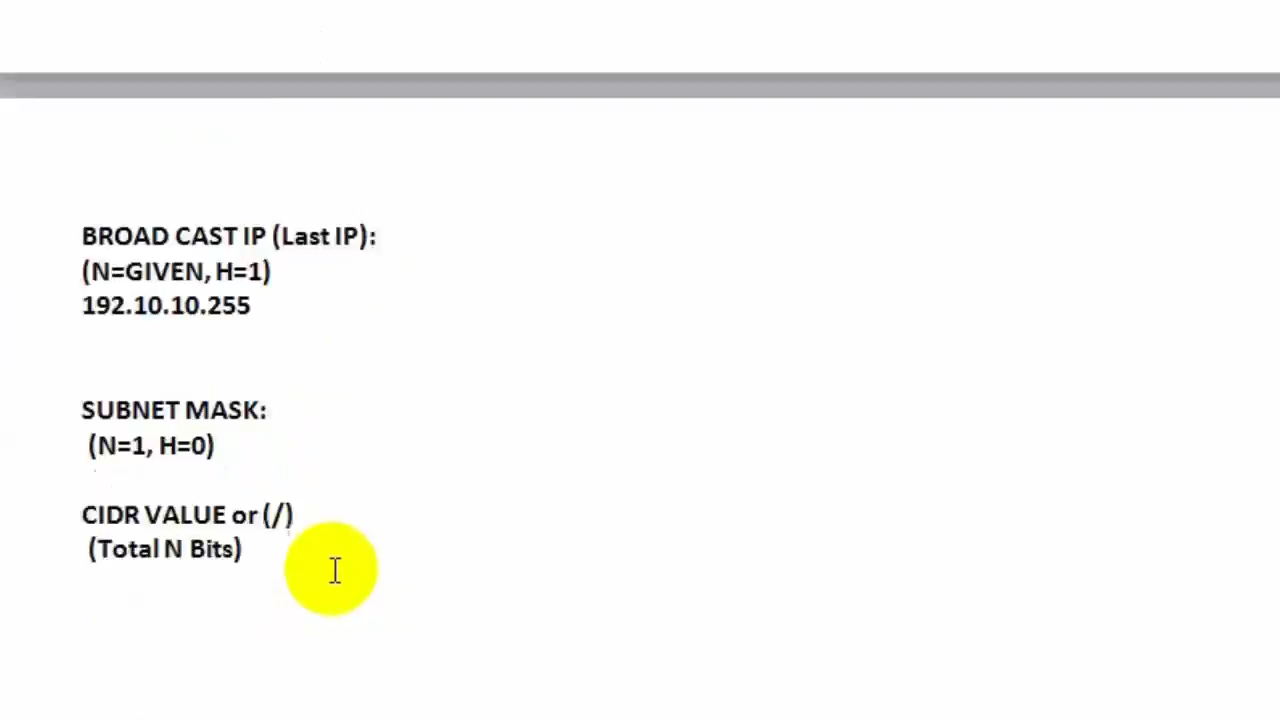 BROAD CAST IP (Last IP):
(N=GIVEN, H=1)
192.10.10.255
SUBNET MASK:
(N=1, H=0)
CIDR VALUE or (/)
(Total N Bits)